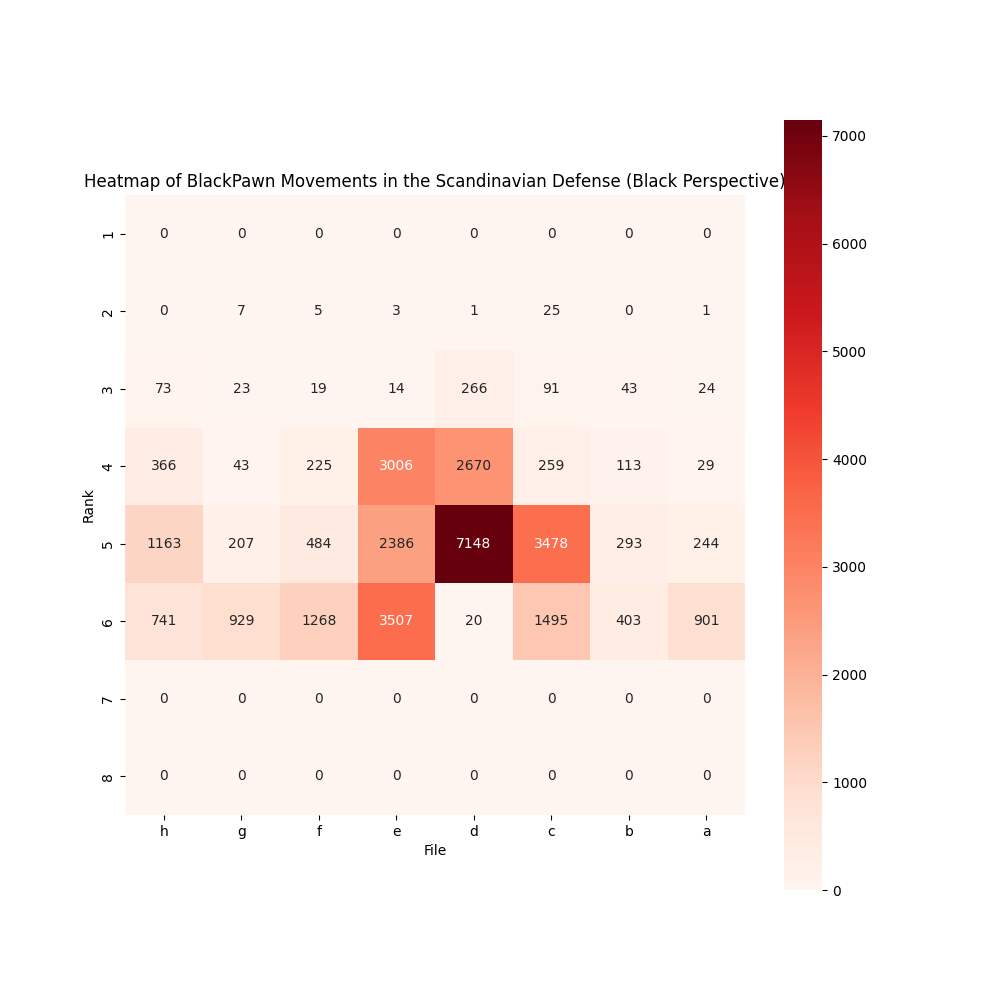 Heatmap of BlackPawn Movements in the Scandinavian Defense (Black Perspective)
7000
6000
5000
4000
3000
2000
1000
0
Rank
1 0 0 0 0 0 0 0 0
2 0 7 5 3 1 25 0 1
3 73 23 19 14 266 91 43 24
4 366 43 225 3006 2670 259 113 29
5 1163 207 484 2386 7148 3478 293 244
6 741 929 1268 3507 20 1495 403 901
7 0 0 0 0 0 0 0 0
8 0 0 0 0 0 0 0 0
h g f e d c b a
File